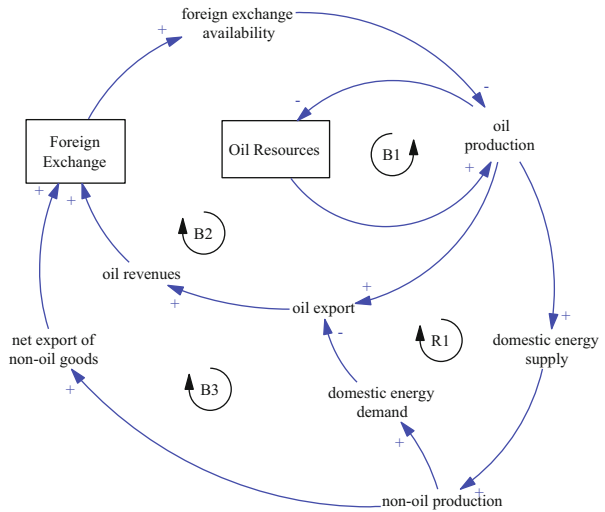 foreign exchange
availability
+
-
-
Foreign
Exchange
Oil Resources
B1
oil
production
+
+
+
B2
oil revenues
+
+
oil export
-
R1
+
domestic energy
supply
net export of
non-oil goods
+
B3
domestic energy
demand
+
+
non-oil production